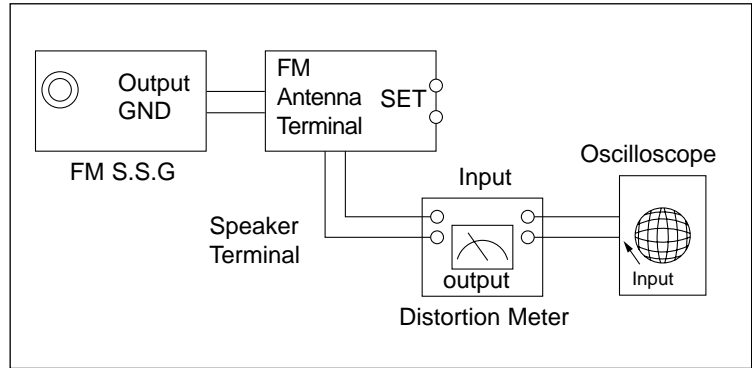 Output
GND
FM S.S.G
FM
Antenna
Terminal
SET
Speaker
Terminal
Input
output
Distortion Meter
Oscilloscope
Input